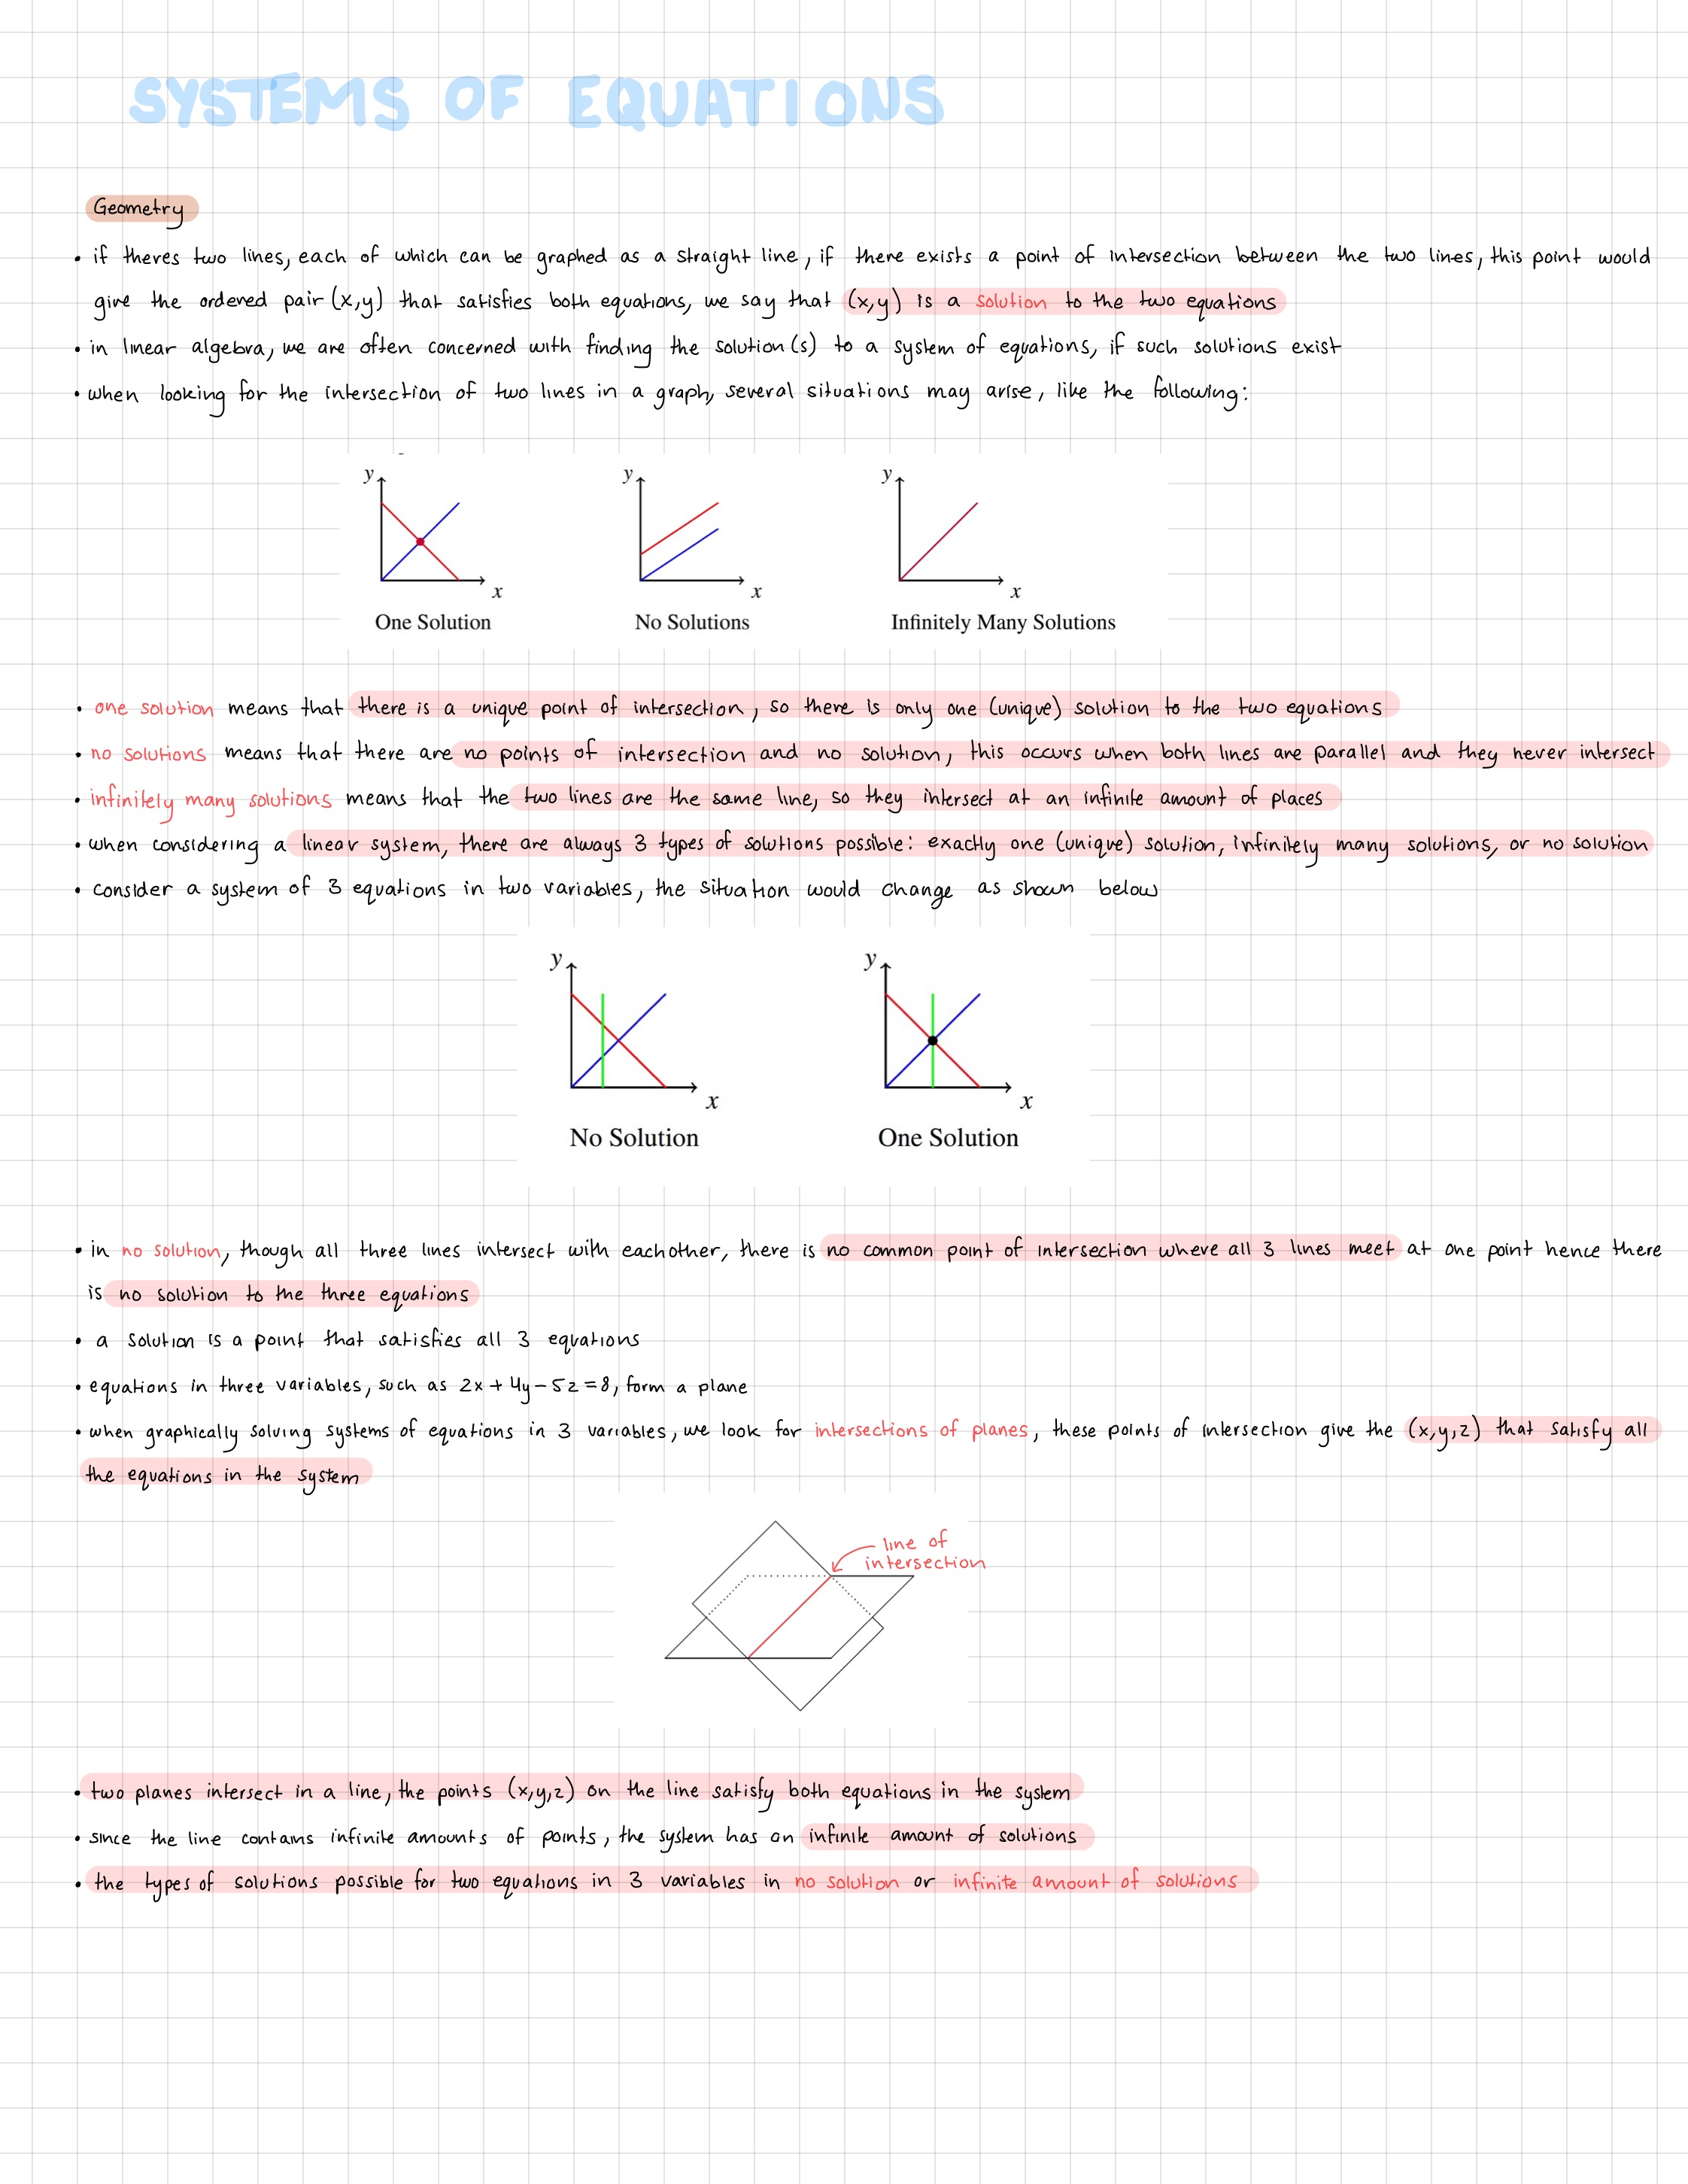 SYSTEMS OF EQUATIONS
Geometry
• if theres two lines, each of which can be graphed as a straight line, if there exists a point of intersection between the two lines, this point would
give the ordered pair (x,y) that satisfies both equations, we say that (x,y) is a solution to the two equations
• in linear algebra, we are often concerned with finding the solution(s) to a system of equations, if such solutions exist
• when looking for the intersection of two lines in a graph, several situations may arise, like the following:
y y y
x x x
One Solution No Solutions Infinitely Many Solutions
• one solution means that there is a unique point of intersection, so there is only one (unique) solution to the two equations
• no solutions means that there are no points of intersection and no solution, this occurs when both lines are parallel and they never intersect
• infinitely many solutions means that the two lines are the same line, so they intersect at an infinite amount of places
• when considering a linear system, there are always 3 types of solutions possible: exactly one (unique) solution, infinitely many solutions, or no solution
• consider a system of 3 equations in two variables, the situation would change as shown below
y y
x x
No Solution One Solution
• in no solution, though all three lines intersect with eachother, there is no common point of intersection where all 3 lines meet at one point hence there
is no solution to the three equations
• a solution is a point that satisfies all 3 equations
• equations in three variables, such as 2x + 4y - 5z = 8, form a plane
• when graphically solving systems of equations in 3 variables, we look for intersections of planes, these points of intersection give the (x,y,z) that satisfy all
the equations in the system
line of
intersection
• two planes intersect in a line, the points (x,y,z) on the line satisfy both equations in the system
• since the line contains infinite amounts of points, the system has an infinite amount of solutions
• the types of solutions possible for two equations in 3 variables in no solution or infinite amount of solutions